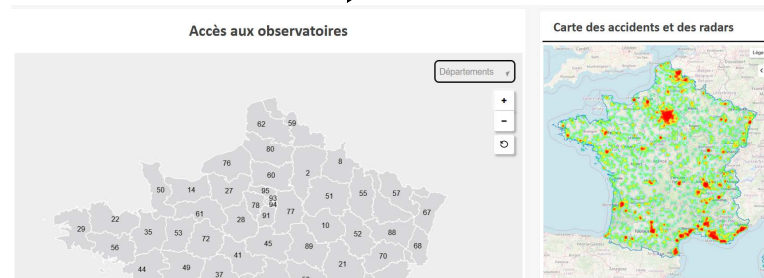 Accès aux observatoires
Départements
+
−
62 59
80
76
60 2 8
50 14 27 95
93
78 94 51 55 57
61 91 77 67
22 28 10
29 35 53 72 52 88
56 45 89 68
41 70
44 49 37 21
Carte des accidents et des radars